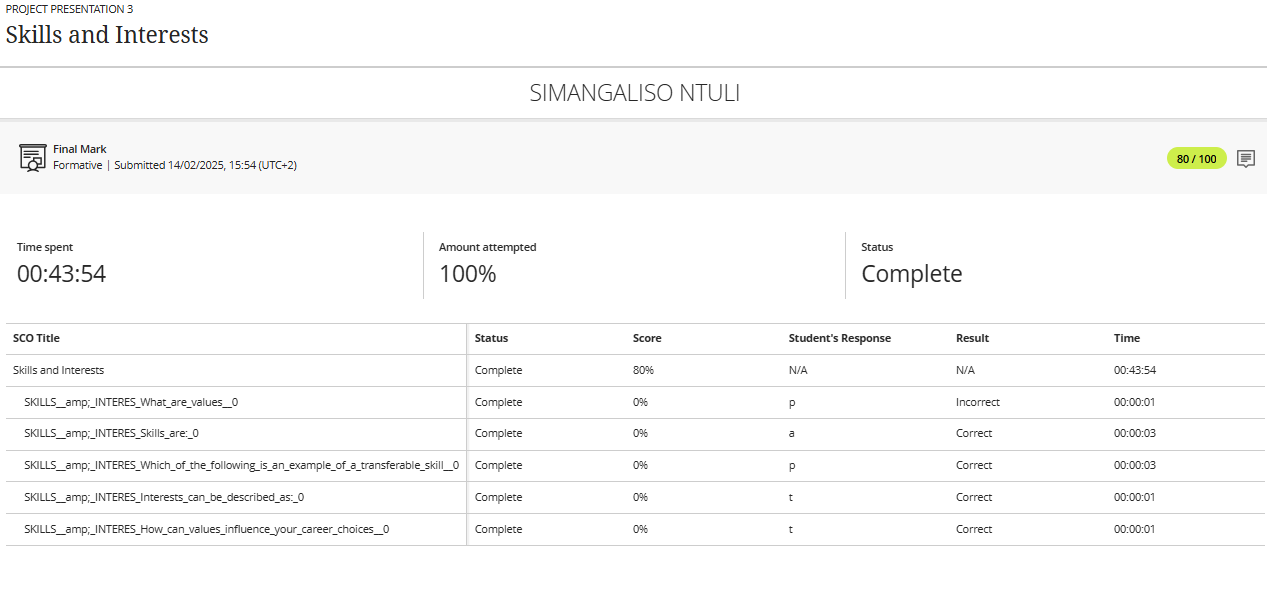 PROJECT PRESENTATION 3
Skills and Interests
SIMANGALISO NTULI
Final Mark
Formative | Submitted 14/02/2025, 15:54 (UTC+2)
80 / 100
Time spent
00:43:54
Amount attempted
100%
Status
Complete
SCO Title Status Score Student's Response Result Time
Skills and Interests Complete 80% N/A N/A 00:43:54
SKILLS__amp;_INTERES_What_are_values__0 Complete 0% p Incorrect 00:00:01
SKILLS__amp;_INTERES_Skills_are:_0 Complete 0% a Correct 00:00:03
SKILLS__amp;_INTERES_Which_of_the_following_is_an_example_of_a_transferable_skill__0 Complete 0% p Correct 00:00:03
SKILLS__amp;_INTERES_Interests_can_be_described_as:_0 Complete 0% t Correct 00:00:01
SKILLS__amp;_INTERES_How_can_values_influence_your_career_choices__0 Complete 0% t Correct 00:00:01